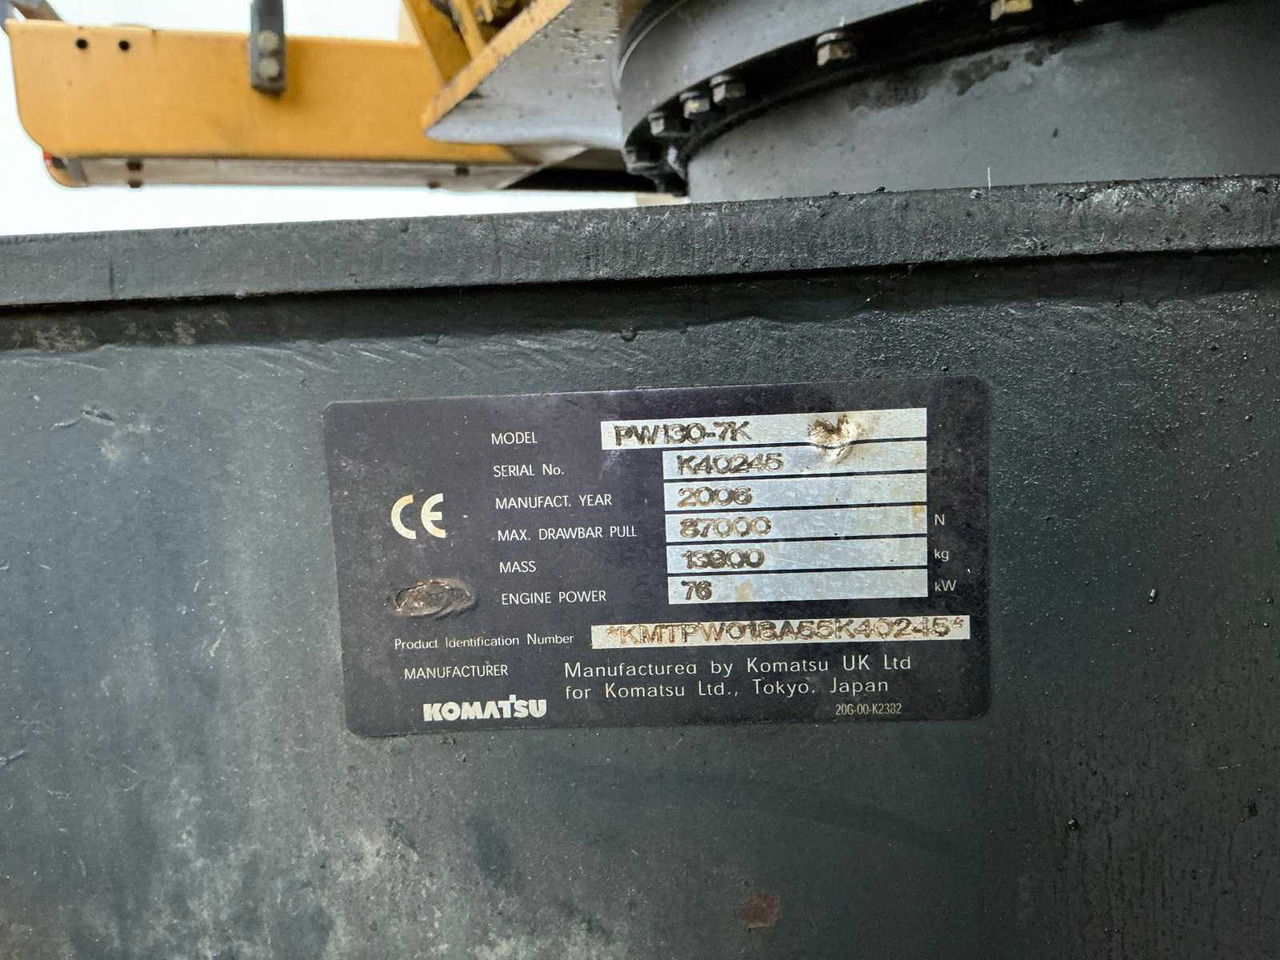 MODEL PW130-7K
SERIAL No. K40245
MANUFACT. YEAR 2006
CE
MAX. DRAWBAR PULL 87000 N
MASS 13900 kg
ENGINE POWER 76 kW
Product Identification Number *KMTPW018A55K40245*
MANUFACTURER Manufactured by Komatsu UK Ltd
for Komatsu Ltd., Tokyo. Japan
KOMATSU 20G-00-K2382